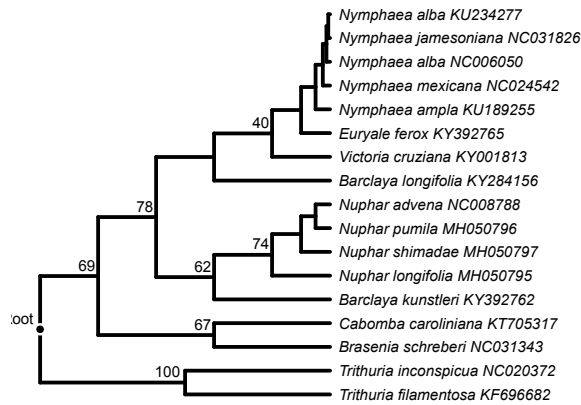 Nymphaea alba KU234277
Nymphaea jamesoniana NC031826
Nymphaea alba NC006050
Nymphaea mexicana NC024542
Nymphaea ampla KU189255
40
Euryale ferox KY392765
Victoria cruziana KY001813
Barclaya longifolia KY284156
78
Nuphar advena NC008788
Nuphar pumila MH050796
74
Nuphar shimadae MH050797
69
62
Nuphar longifolia MH050795
Barclaya kunstleri KY392762
oot
67
Cabomba caroliniana KT705317
Brasenia schreberi NC031343
100
Trithuria inconspicua NC020372
Trithuria filamentosa KF696682